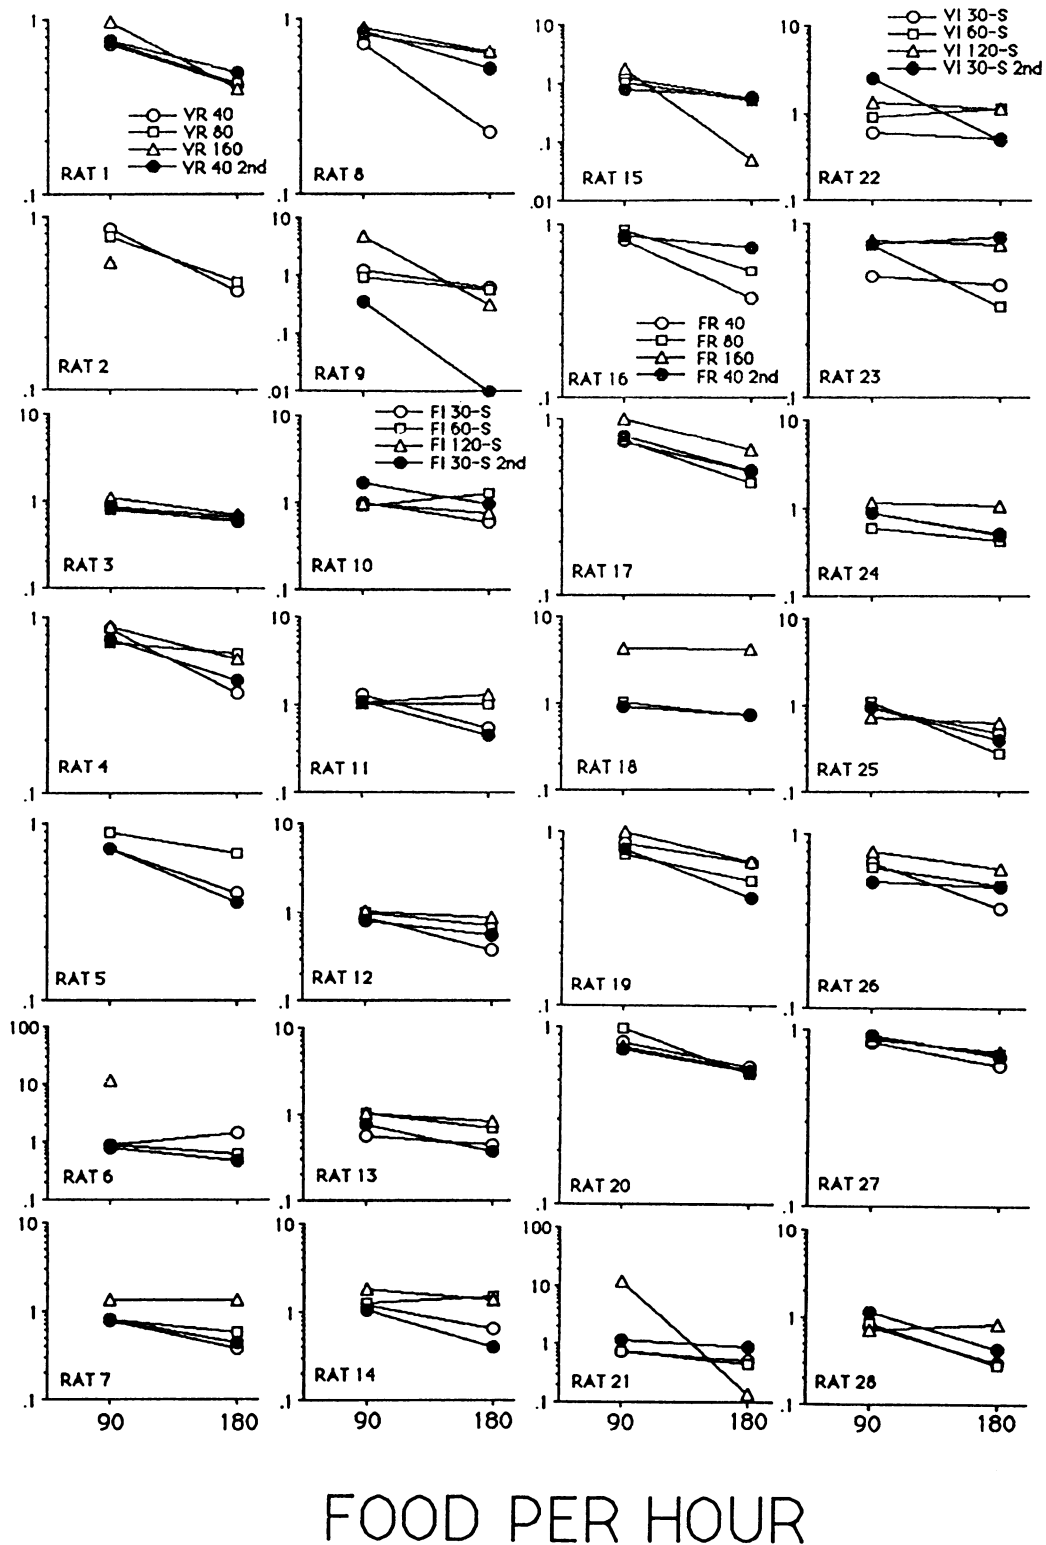 1
.1
VR 40
VR 80
VR 160
VR 40 2nd
RAT 1
1
.1
RAT 8
10
1
.1
.01
RAT 15
10
1
.1
VI 30-S
VI 60-S
VI 120-S
VI 30-S 2nd
RAT 22
1
.1
RAT 2
10
1
.1
.01
RAT 9
1
.1
FR 40
FR 80
FR 160
FR 40 2nd
RAT 16
1
.1
RAT 23
10
1
.1
RAT 3
10
1
.1
FI 30-S
FI 60-S
FI 120-S
FI 30-S 2nd
RAT 10
1
.1
RAT 17
10
1
.1
RAT 24
1
.1
RAT 4
10
1
.1
RAT 11
10
1
.1
RAT 18
10
1
.1
RAT 25
1
.1
RAT 5
10
1
.1
RAT 12
1
.1
RAT 19
1
.1
RAT 26
100
10
1
.1
RAT 6
10
1
.1
RAT 13
1
.1
RAT 20
1
.1
RAT 27
10
1
.1
RAT 7
90 180
10
1
.1
RAT 14
90 180
100
10
1
.1
RAT 21
90 180
10
1
.1
RAT 28
90 180
FOOD PER HOUR